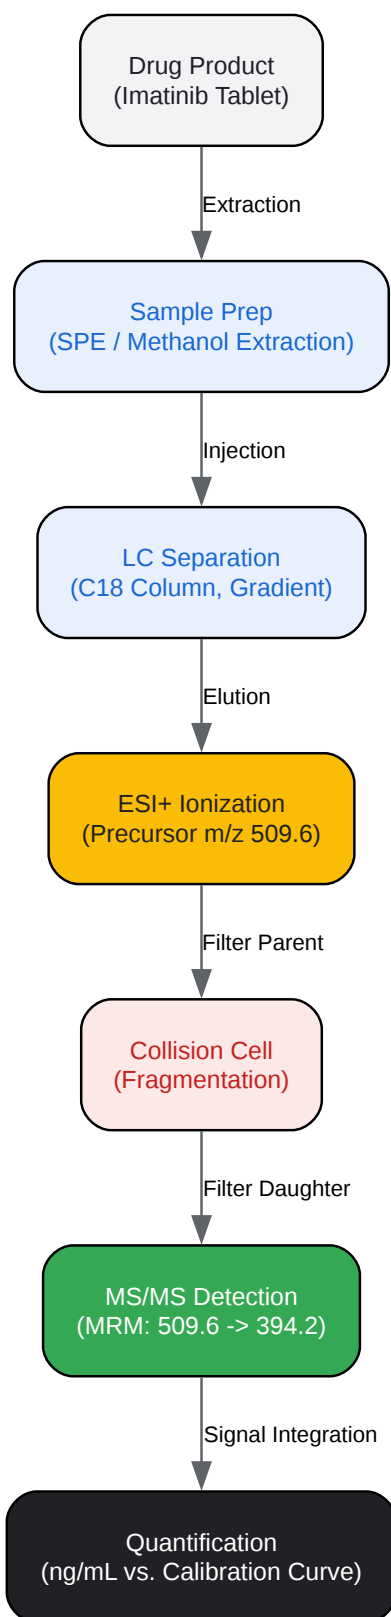 Drug Product
(Imatinib Tablet)
Extraction
Sample Prep
(SPE / Methanol Extraction)
Injection
LC Separation
(C18 Column, Gradient)
Elution
ESI+ Ionization
(Precursor m/z 509.6)
Filter Parent
Collision Cell
(Fragmentation)
Filter Daughter
MS/MS Detection
(MRM: 509.6 -> 394.2)
Signal Integration
Quantification
(ng/mL vs. Calibration Curve)